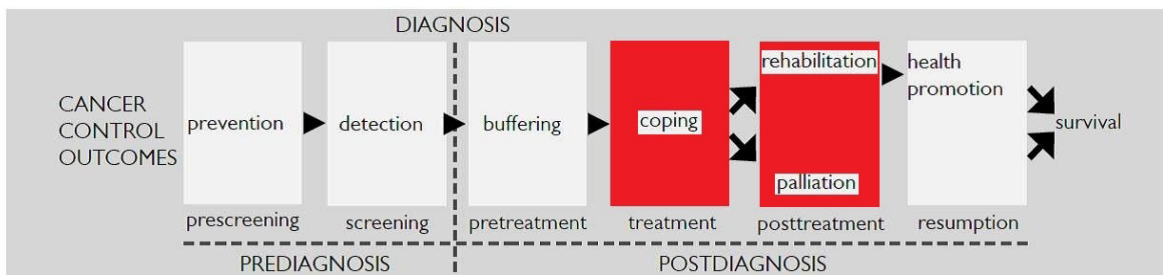 DIAGNOSIS
CANCER
CONTROL
OUTCOMES
prevention
detection
buffering
coping
rehabilitation
palliation
health
promotion
survival
prescreening
screening
pretreatment
treatment
posttreatment
resumption
PREDIAGNOSIS
POSTDIAGNOSIS